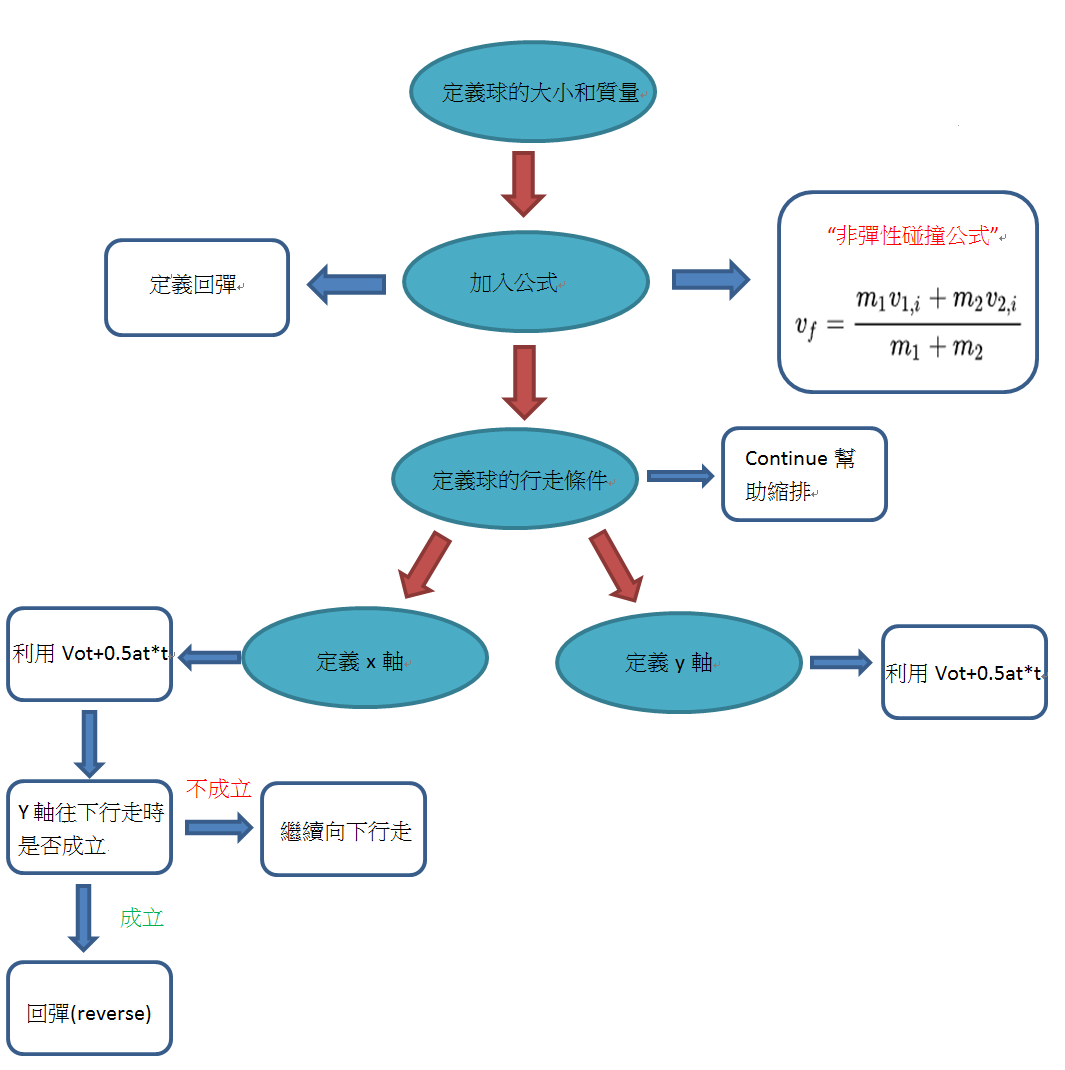 定義球的大小和質量
“非彈性碰撞公式”
定義回彈
加入公式
v_f = \frac{m_1 v_{1,i} + m_2 v_{2,i}}{m_1 + m_2}
Continue 幫
助縮排
定義球的行走條件
利用 Vot+0.5at*t
定義 x 軸
定義 y 軸
利用 Vot+0.5at*t
不成立
Y 軸往下行走時
是否成立
繼續向下行走
成立
回彈(reverse)